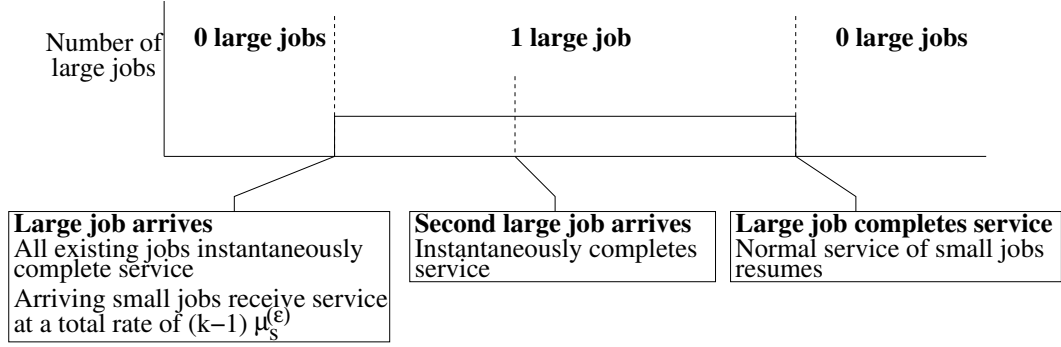 0 large jobs
1 large job
0 large jobs
Number of
large jobs
Large job arrives
All existing jobs instantaneously
complete service
Arriving small jobs receive service
at a total rate of (k−1) μ_s^(ε)
Second large job arrives
Instantaneously completes
service
Large job completes service
Normal service of small jobs
resumes